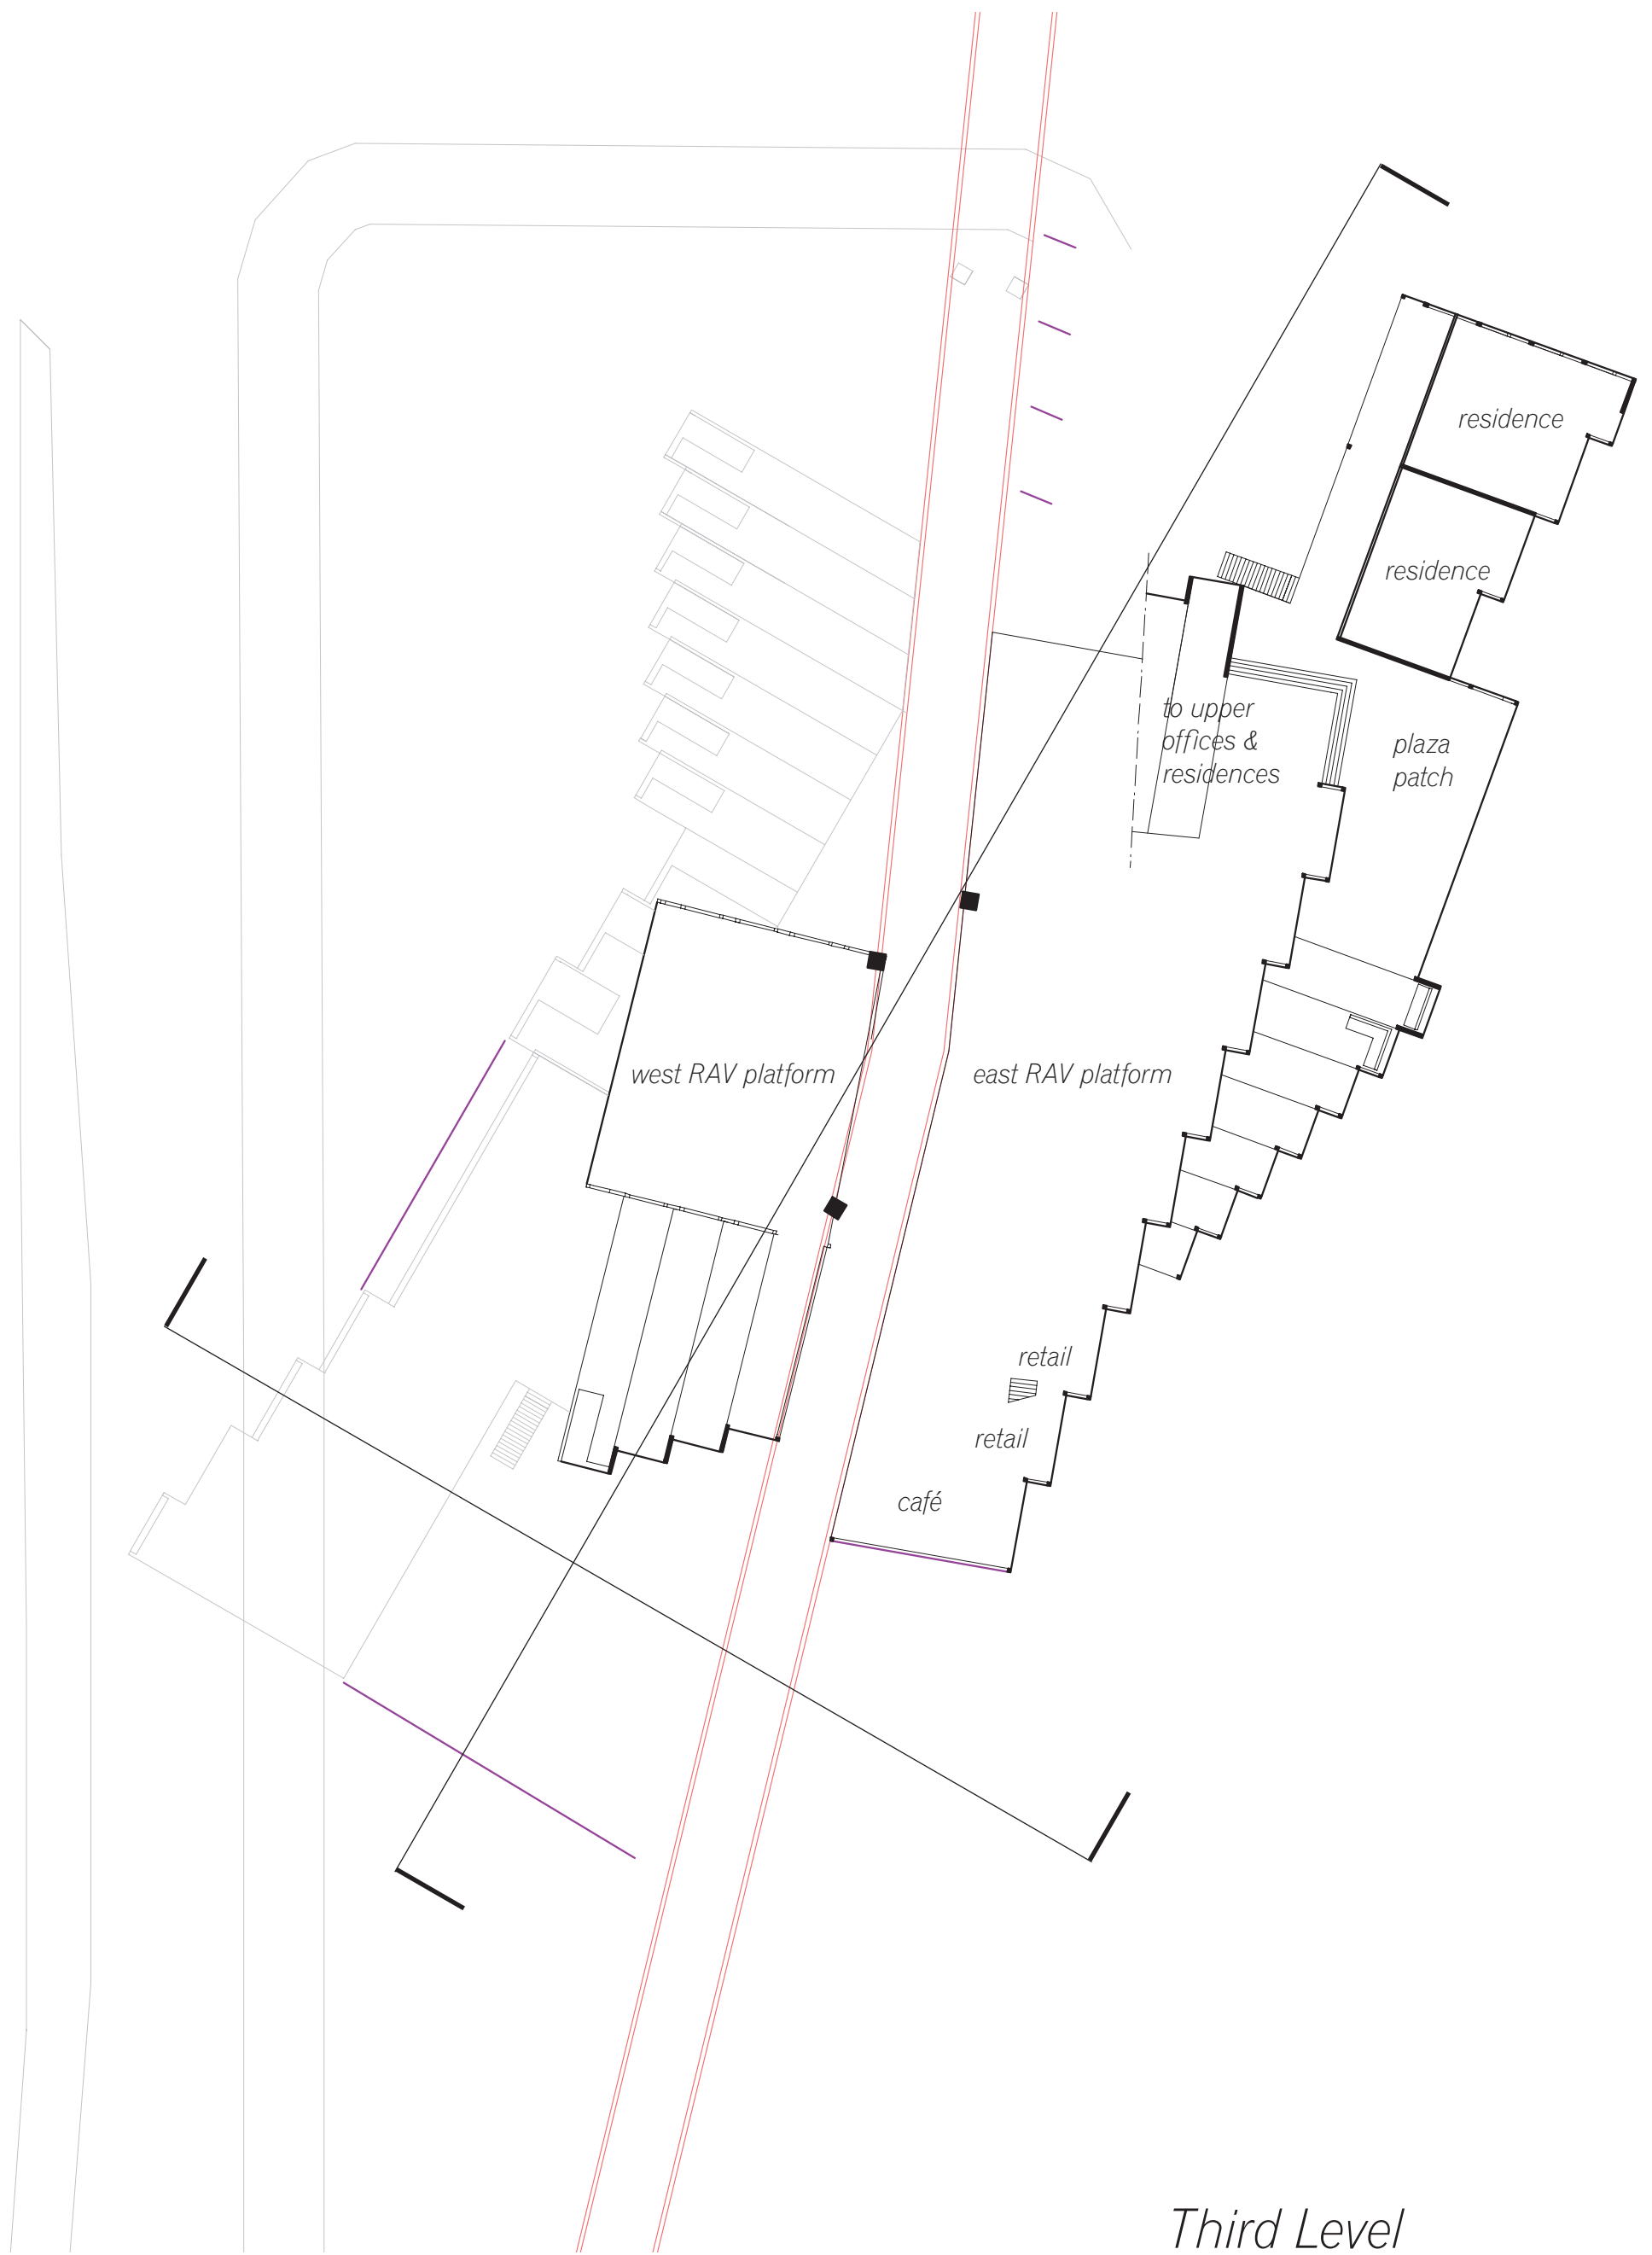 residence
residence
to upper
offices &
residences
plaza
patch
west RAV platform
east RAV platform
retail
retail
café
Third Level